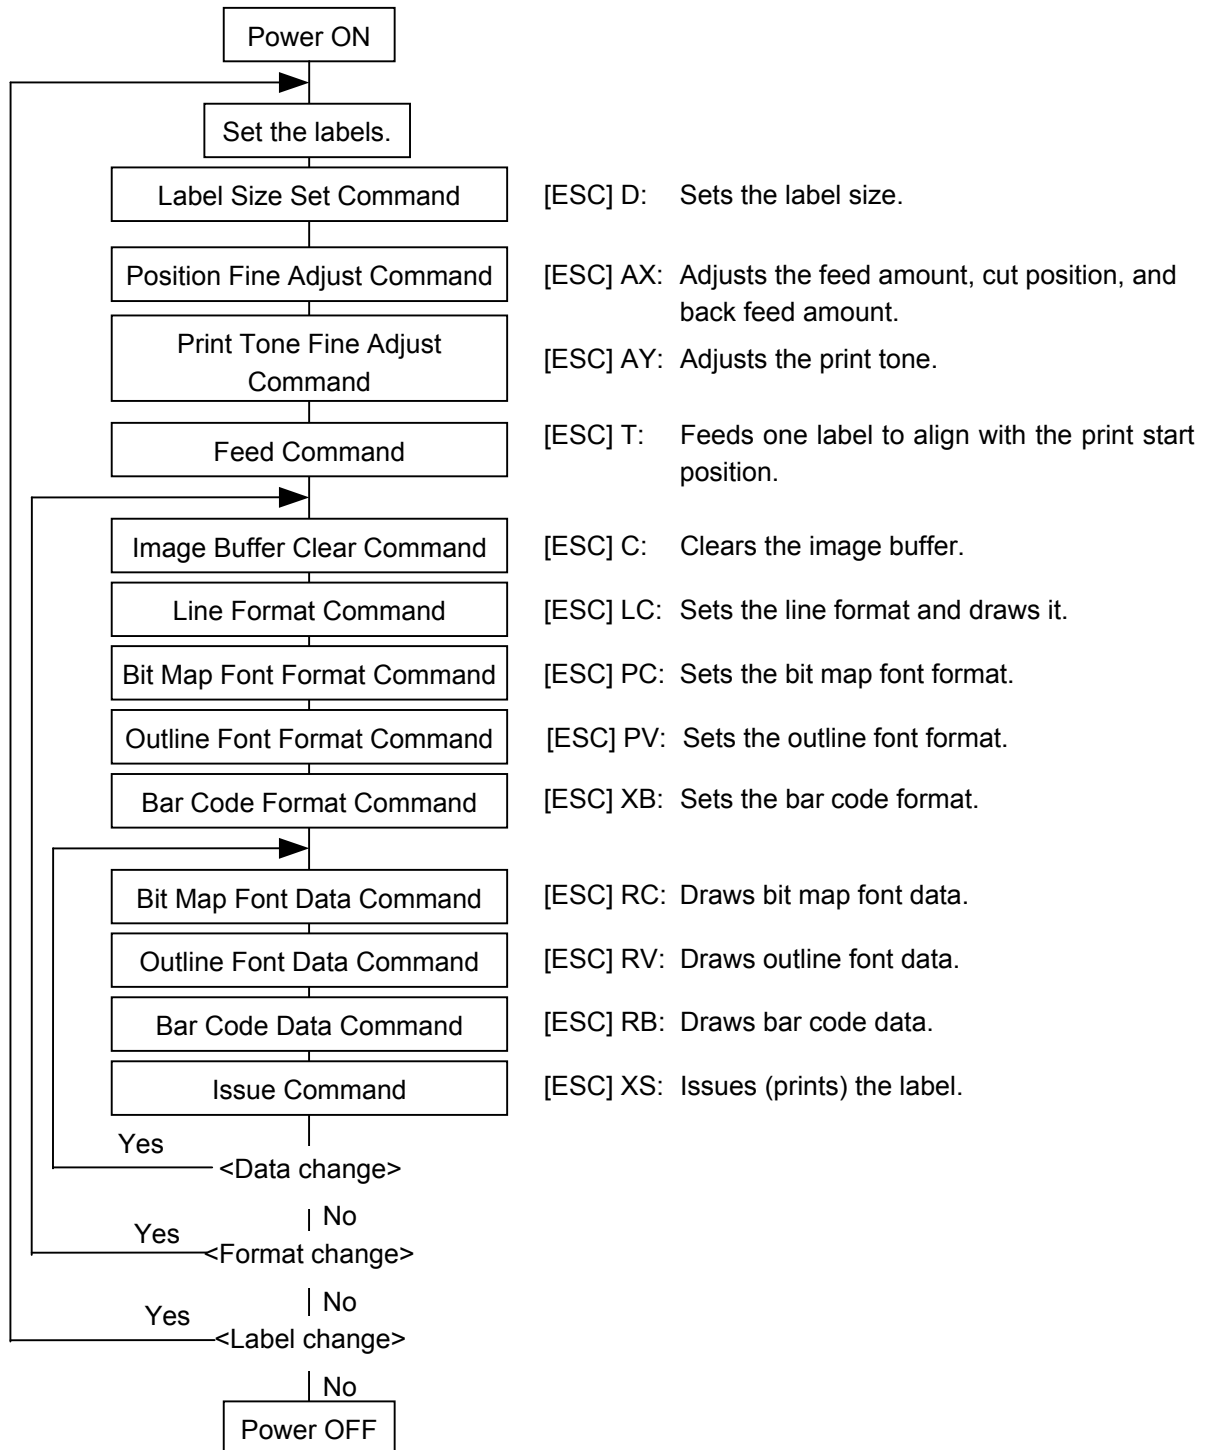 Power ON
Set the labels.
Label Size Set Command [ESC] D: Sets the label size.
Position Fine Adjust Command [ESC] AX: Adjusts the feed amount, cut position, and
back feed amount.
Print Tone Fine Adjust
Command [ESC] AY: Adjusts the print tone.
Feed Command [ESC] T: Feeds one label to align with the print start
position.
Image Buffer Clear Command [ESC] C: Clears the image buffer.
Line Format Command [ESC] LC: Sets the line format and draws it.
Bit Map Font Format Command [ESC] PC: Sets the bit map font format.
Outline Font Format Command [ESC] PV: Sets the outline font format.
Bar Code Format Command [ESC] XB: Sets the bar code format.
Bit Map Font Data Command [ESC] RC: Draws bit map font data.
Outline Font Data Command [ESC] RV: Draws outline font data.
Bar Code Data Command [ESC] RB: Draws bar code data.
Issue Command [ESC] XS: Issues (prints) the label.
Yes
<Data change>
No
Yes
<Format change>
No
Yes
<Label change>
No
Power OFF